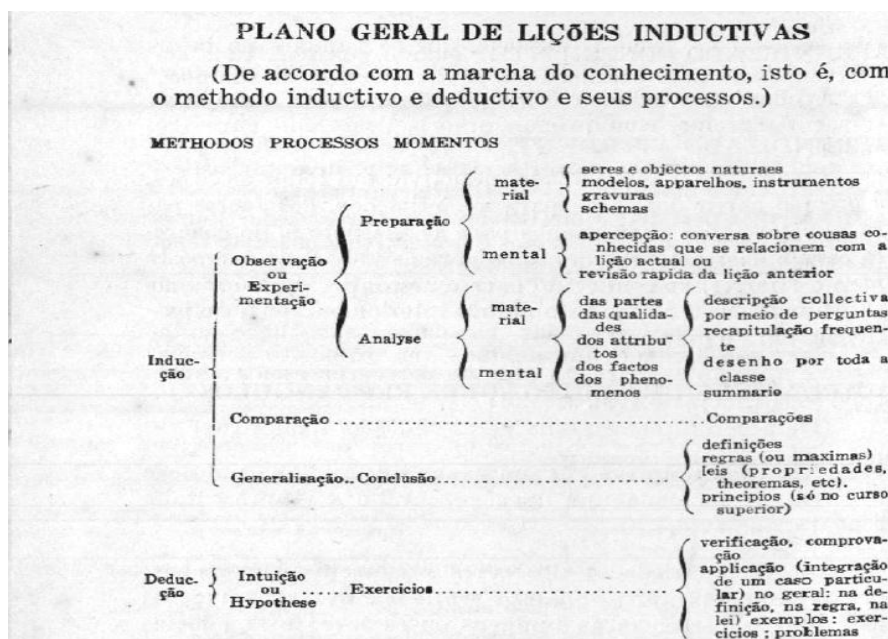 PLANO GERAL DE LIÇÕES INDUCTIVAS
(De accordo com a marcha do conhecimento, isto é, com
o methodo inductivo e deductivo e seus processos.)
METHODOS PROCESSOS MOMENTOS
Induc-
ção
Observação
ou
Experi-
mentação
Preparação
mate-
rial
seres e objectos naturaes
modelos, apparelhos, instrumentos
gravuras
schemas
mental
apercepção: conversa sobre cousas co-
nhecidas que se relacionem com a
lição actual ou
revisão rapida da lição anterior
Analyse
mate-
rial
mental
das partes
das qualida-
des
dos attribu-
tos
dos factos
dos pheno-
menos
descripção collectiva
por meio de perguntas
recapitulação frequen-
te
desenho por toda a
classe
summario
Comparação ........................................ Comparações
Generalisação.. Conclusão
definições
regras (ou maximas)
leis (propriedades,
theoremas, etc).
principios (só no curso
superior)
Deduc-
ção
Intuição
ou
Hypothese
Exercicios
verificação, comprova-
ção
applicação (integração
de um caso particu-
lar) no geral: na de-
finição, na regra, na
lei) exemplos: exer-
cicios; problemas